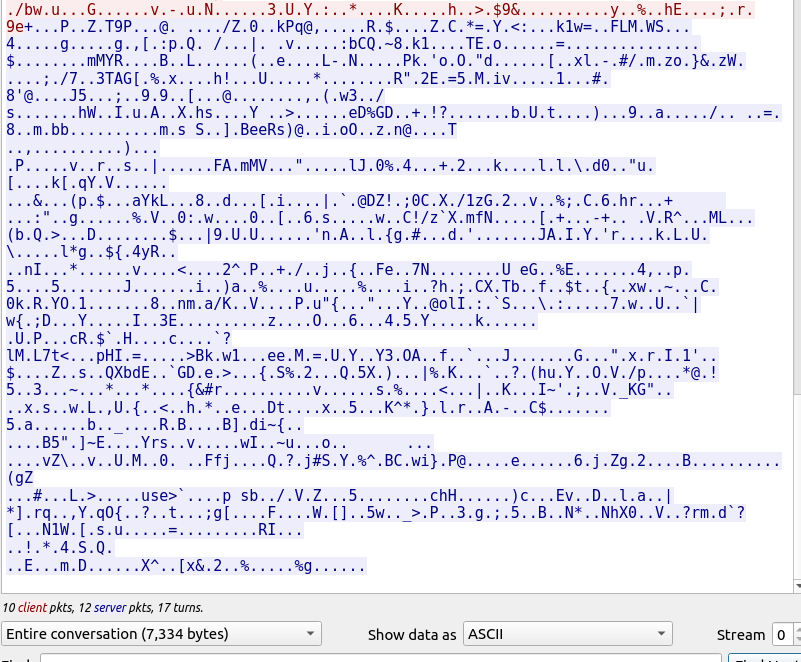 ./bw.u...G......v.-.u.N......3.U.Y.:..*....K....h..>.$9&..........y..%..hE....;.r.
9e+...P..Z.T9P...@. ..../Z.0..kPq@,.....R.$....Z.C.*=.Y.<:...k1w=..FLM.WS...
4.....g.....g.,[.:p.Q. /...|. .v.....:bCQ.~8.k1....TE.o......=...............
$........mMYR....B..L......(..e....L-.N.....Pk.'o.O."d......[..xl.-.#/.m.zo.}&.zW.
....;./7..3TAG[.%.x....h!...U.....*........R".2E.=5.M.iv.....1...#.
8'@....J5...;..9.9..[...@........,.(.w3../
s.......hW..I.u.A..X.hs....Y ..>......eD%GD..+.!?.......b.U.t....)...9..a...../.. ..=.
8..m.bb..........m.s S..].BeeRs)@..i.oO..z.n@....T
..,..........)...
.P.....v..r..s..|......FA.mMV...".....lJ.0%.4...+.2...k....l.l.\.d0.."u.
[....k[.qY.V......
...&...(p.$...aYkL...8..d...[.i....|.`.@DZ!.;0C.X./1zG.2..v..%;.C.6.hr...+
...:"..g......%.V..0:.w....0..[..6.s.....w..C!/z`X.mfN.....[.+...-+.. .V.R^...ML...
(b.Q.>...D........$...|9.U.U......'n.A..l.{g.#...d.'.......JA.I.Y.'r....k.L.U.
\.....l*g..${.4yR..
..nI...*......v....<....2^.P..+./..j..{..Fe..7N........U eG..%E.......4,..p.
5....5.......J.......i..)a..%....u.....%....i..?h.;.CX.Tb..f..$t..{..xw..~...C.
0k.R.YO.1.......8..nm.a/K..V....P.u"{..."...Y..@olI.:.`S...\.:.....7.w..U..`|
w{.;D...Y.....I..3E..........z....O...6...4.5.Y.....k......
.U.P...cR.$`.H....c....`?
lM.L7t<...pHI.=.....>Bk.w1...ee.M.=.U.Y..Y3.OA..f..`...J.......G...".x.r.I.1'..
$....Z..s..QXbdE..`GD.e.>...{.S%.2...Q.5X.)...|%.K...`..?.(hu.Y..O.V./p....*@.!
5..3...~...*...*....{&#r..........v.......s.%....<...|..K...I~'.;..V._KG"..
..x.s..w.L.,U.{..<..h.*..e...Dt....x..5...K^*.}.l.r..A.-..C$.......
5.a......b.._....R.B....B].di~{..
....B5".]~E....Yrs..v.....wI..~u...o..       ...
....vZ\..v..U.M..0. ..Ffj....Q.?.j#S.Y.%^.BC.wi}.P@.....e......6.j.Zg.2....B..........
(gZ
...#...L.>.....use>`....p sb../.V.Z...5........chH......)c...Ev..D..l.a..|
*].rq..,Y.qO{..?..t...;g[....F....W.[]..5w.._>.P..3.g.;.5..B..N*..NhX0..V..?rm.d`?
[...N1W.[.s.u.....=.........RI...
..!.*.4.S.Q.
..E...m.D......X^..[x&.2..%.....%g......
10 client pkts, 12 server pkts, 17 turns.
Entire conversation (7,334 bytes) Show data as ASCII Stream 0